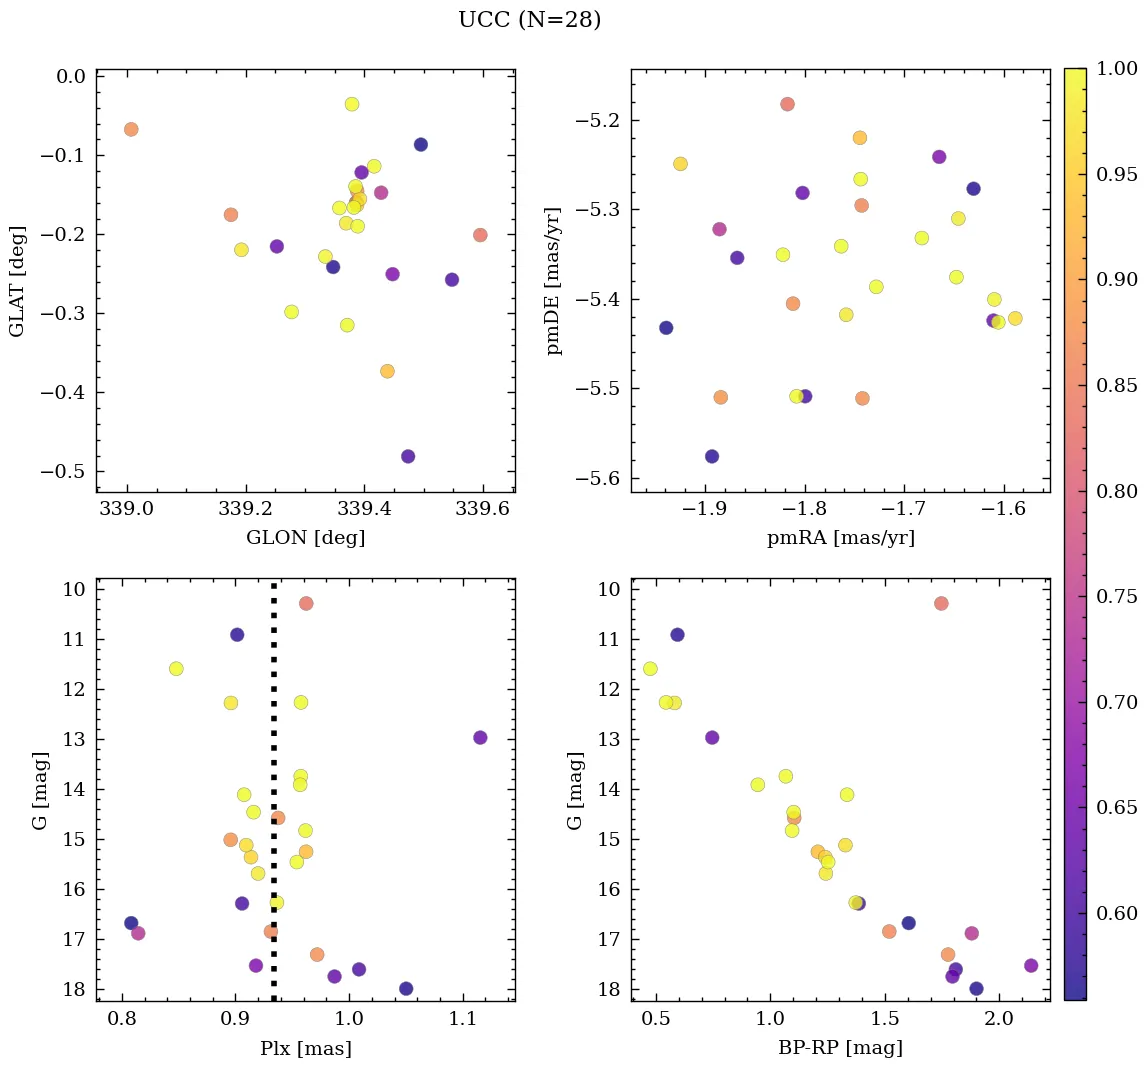 UCC (N=28)
0.0
−0.1
−0.2
−0.3
−0.4
−0.5
GLAT [deg]
339.0 339.2 339.4 339.6
GLON [deg]
−5.2
−5.3
−5.4
−5.5
−5.6
pmDE [mas/yr]
−1.9 −1.8 −1.7 −1.6
pmRA [mas/yr]
10
11
12
13
14
15
16
17
18
G [mag]
0.8 0.9 1.0 1.1
Plx [mas]
10
11
12
13
14
15
16
17
18
G [mag]
0.5 1.0 1.5 2.0
BP-RP [mag]
1.00
0.95
0.90
0.85
0.80
0.75
0.70
0.65
0.60